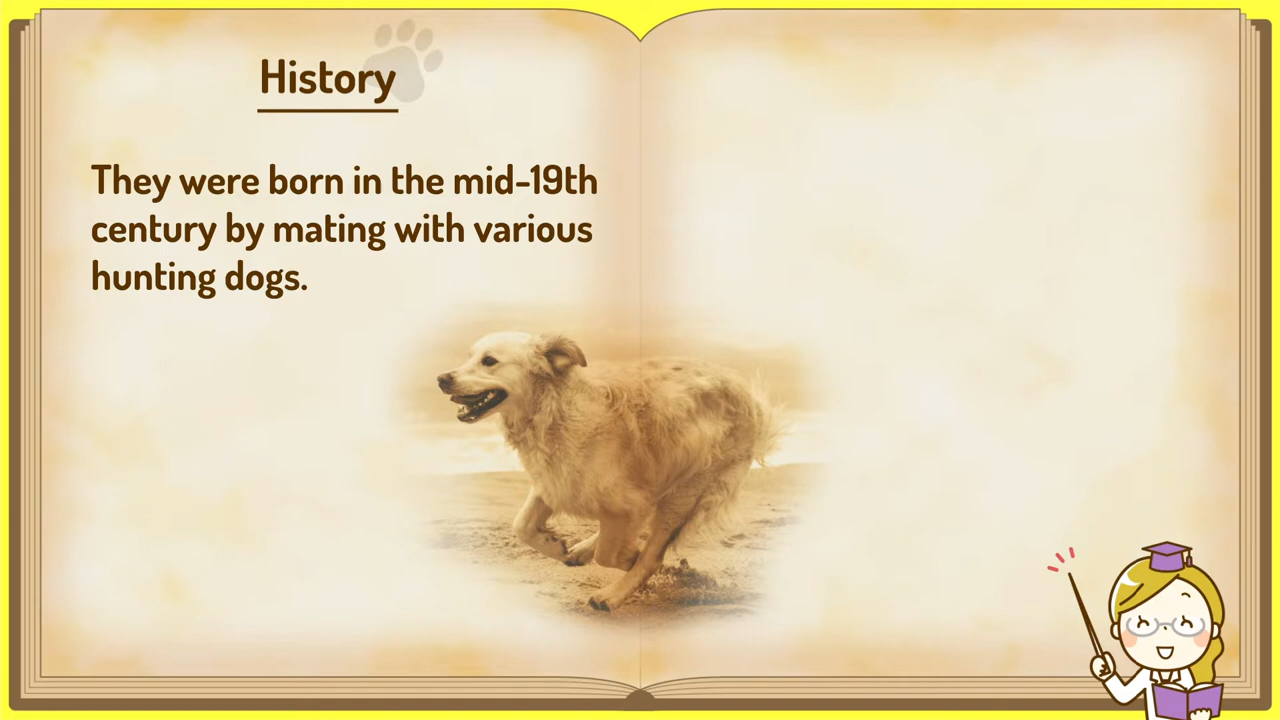 History
They were born in the mid-19th
century by mating with various
hunting dogs.